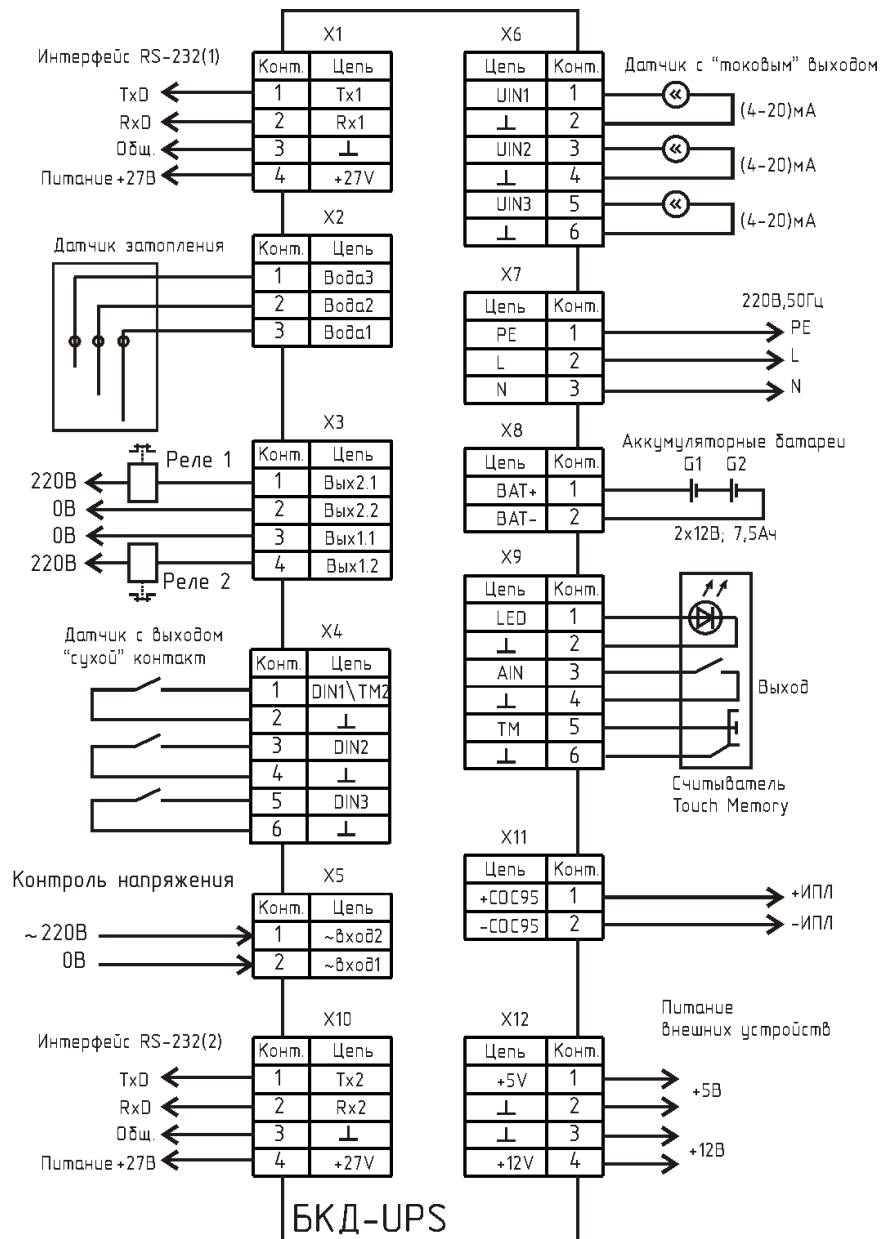 X1
Интерфейс RS-232(1)
Конт. Цепь
TxD 1 Tx1
RxD 2 Rx1
Общ. 3 ⊥
Питание +27В 4 +27V
X2
Датчик затопления
Конт. Цепь
1 Вода3
2 Вода2
3 Вода1
X3
Реле 1
Конт. Цепь
220В 1 Вых2.1
0В 2 Вых2.2
0В 3 Вых1.1
220В 4 Вых1.2
Реле 2
X4
Датчик с выходом
"сухой" контакт
Конт. Цепь
1 DIN1\TM2
2 ⊥
3 DIN2
4 ⊥
5 DIN3
6 ⊥
X5
Контроль напряжения
Конт. Цепь
~220В 1 ~вход2
0В 2 ~вход1
X10
Интерфейс RS-232(2)
Конт. Цепь
TxD 1 Tx2
RxD 2 Rx2
Общ. 3 ⊥
Питание +27В 4 +27V
X6
Датчик с "токовым" выходом
Цепь Конт.
UIN1 1
⊥ 2
(4-20)мА
UIN2 3
⊥ 4
(4-20)мА
UIN3 5
⊥ 6
(4-20)мА
X7
220В,50Гц
Цепь Конт.
PE 1 PE
L 2 L
N 3 N
X8
Аккумуляторные батареи
G1 G2
Цепь Конт.
BAT+ 1
BAT- 2
2x12В; 7,5Ач
X9
Цепь Конт.
LED 1
⊥ 2
AIN 3
⊥ 4
TM 5
⊥ 6
Выход
Считыватель
Touch Memory
X11
Цепь Конт.
+СОС95 1 +ИПЛ
-СОС95 2 -ИПЛ
X12
Питание
внешних устройств
Цепь Конт.
+5V 1
⊥ 2
+5В
⊥ 3
+12V 4
+12В
БКД-UPS